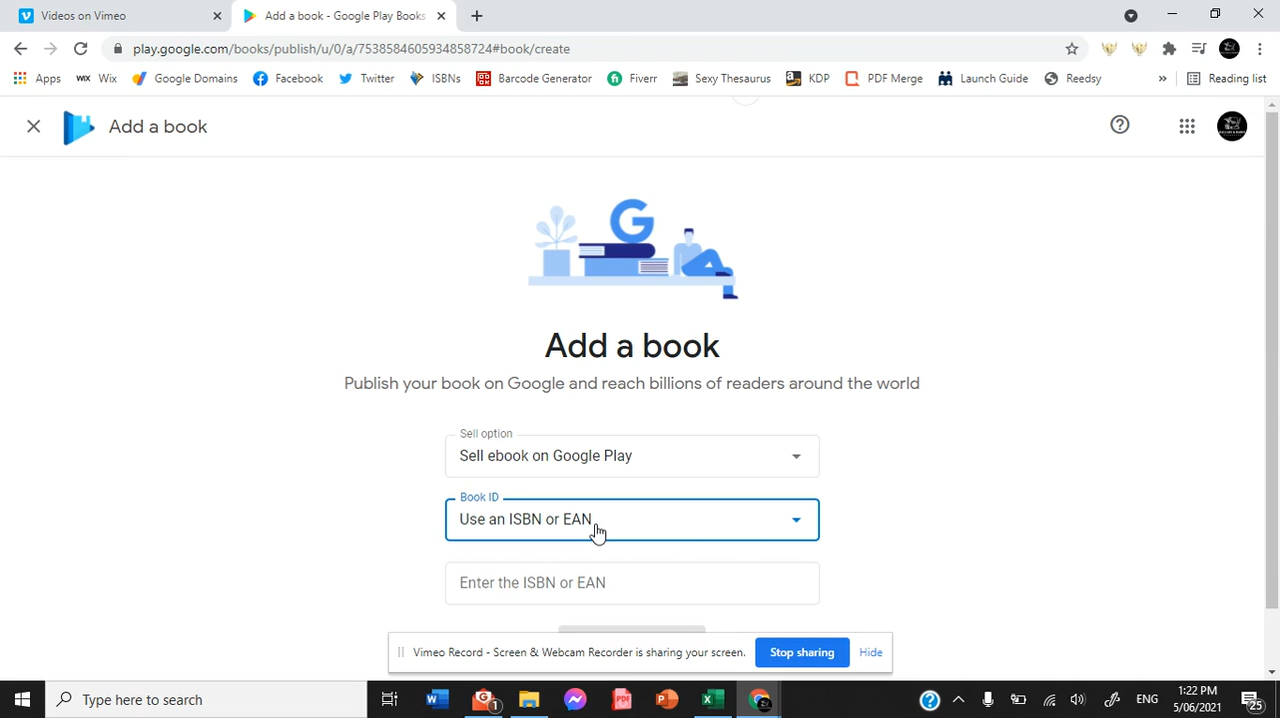 Videos on Vimeo
Add a book - Google Play Books
play.google.com/books/publish/u/0/a/7538584605934858724#book/create
Apps
WiX Wix
Google Domains
Facebook
Twitter
ISBNs
Barcode Generator
Fiverr
Sexy Thesaurus
KDP
PDF Merge
Launch Guide
Reedsy
»
Reading list
Add a book
Add a book
Publish your book on Google and reach billions of readers around the world
Sell option
Sell ebook on Google Play
Book ID
Use an ISBN or EAN
Enter the ISBN or EAN
Vimeo Record - Screen & Webcam Recorder is sharing your screen.
Stop sharing
Hide
Type here to search
1
ENG
1:22 PM
5/06/2021
25